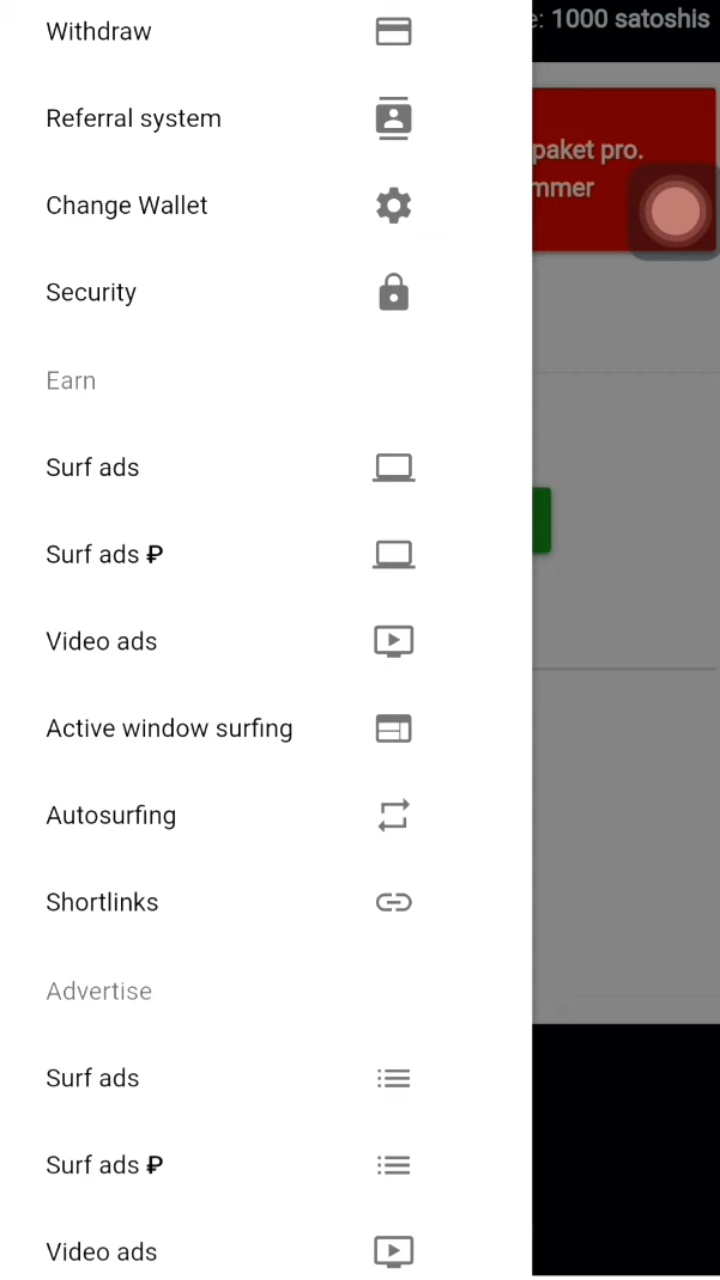 Withdraw
: 1000 satoshis
Referral system
paket pro.
Change Wallet
mmer
Security
Earn
Surf ads
Surf ads ₽
Video ads
Active window surfing
Autosurfing
Shortlinks
Advertise
Surf ads
Surf ads ₽
Video ads